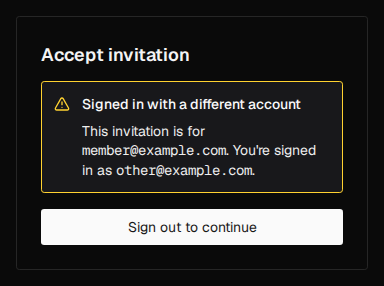 Accept invitation
Signed in with a different account
This invitation is for
member@example.com. You're signed
in as other@example.com.
Sign out to continue